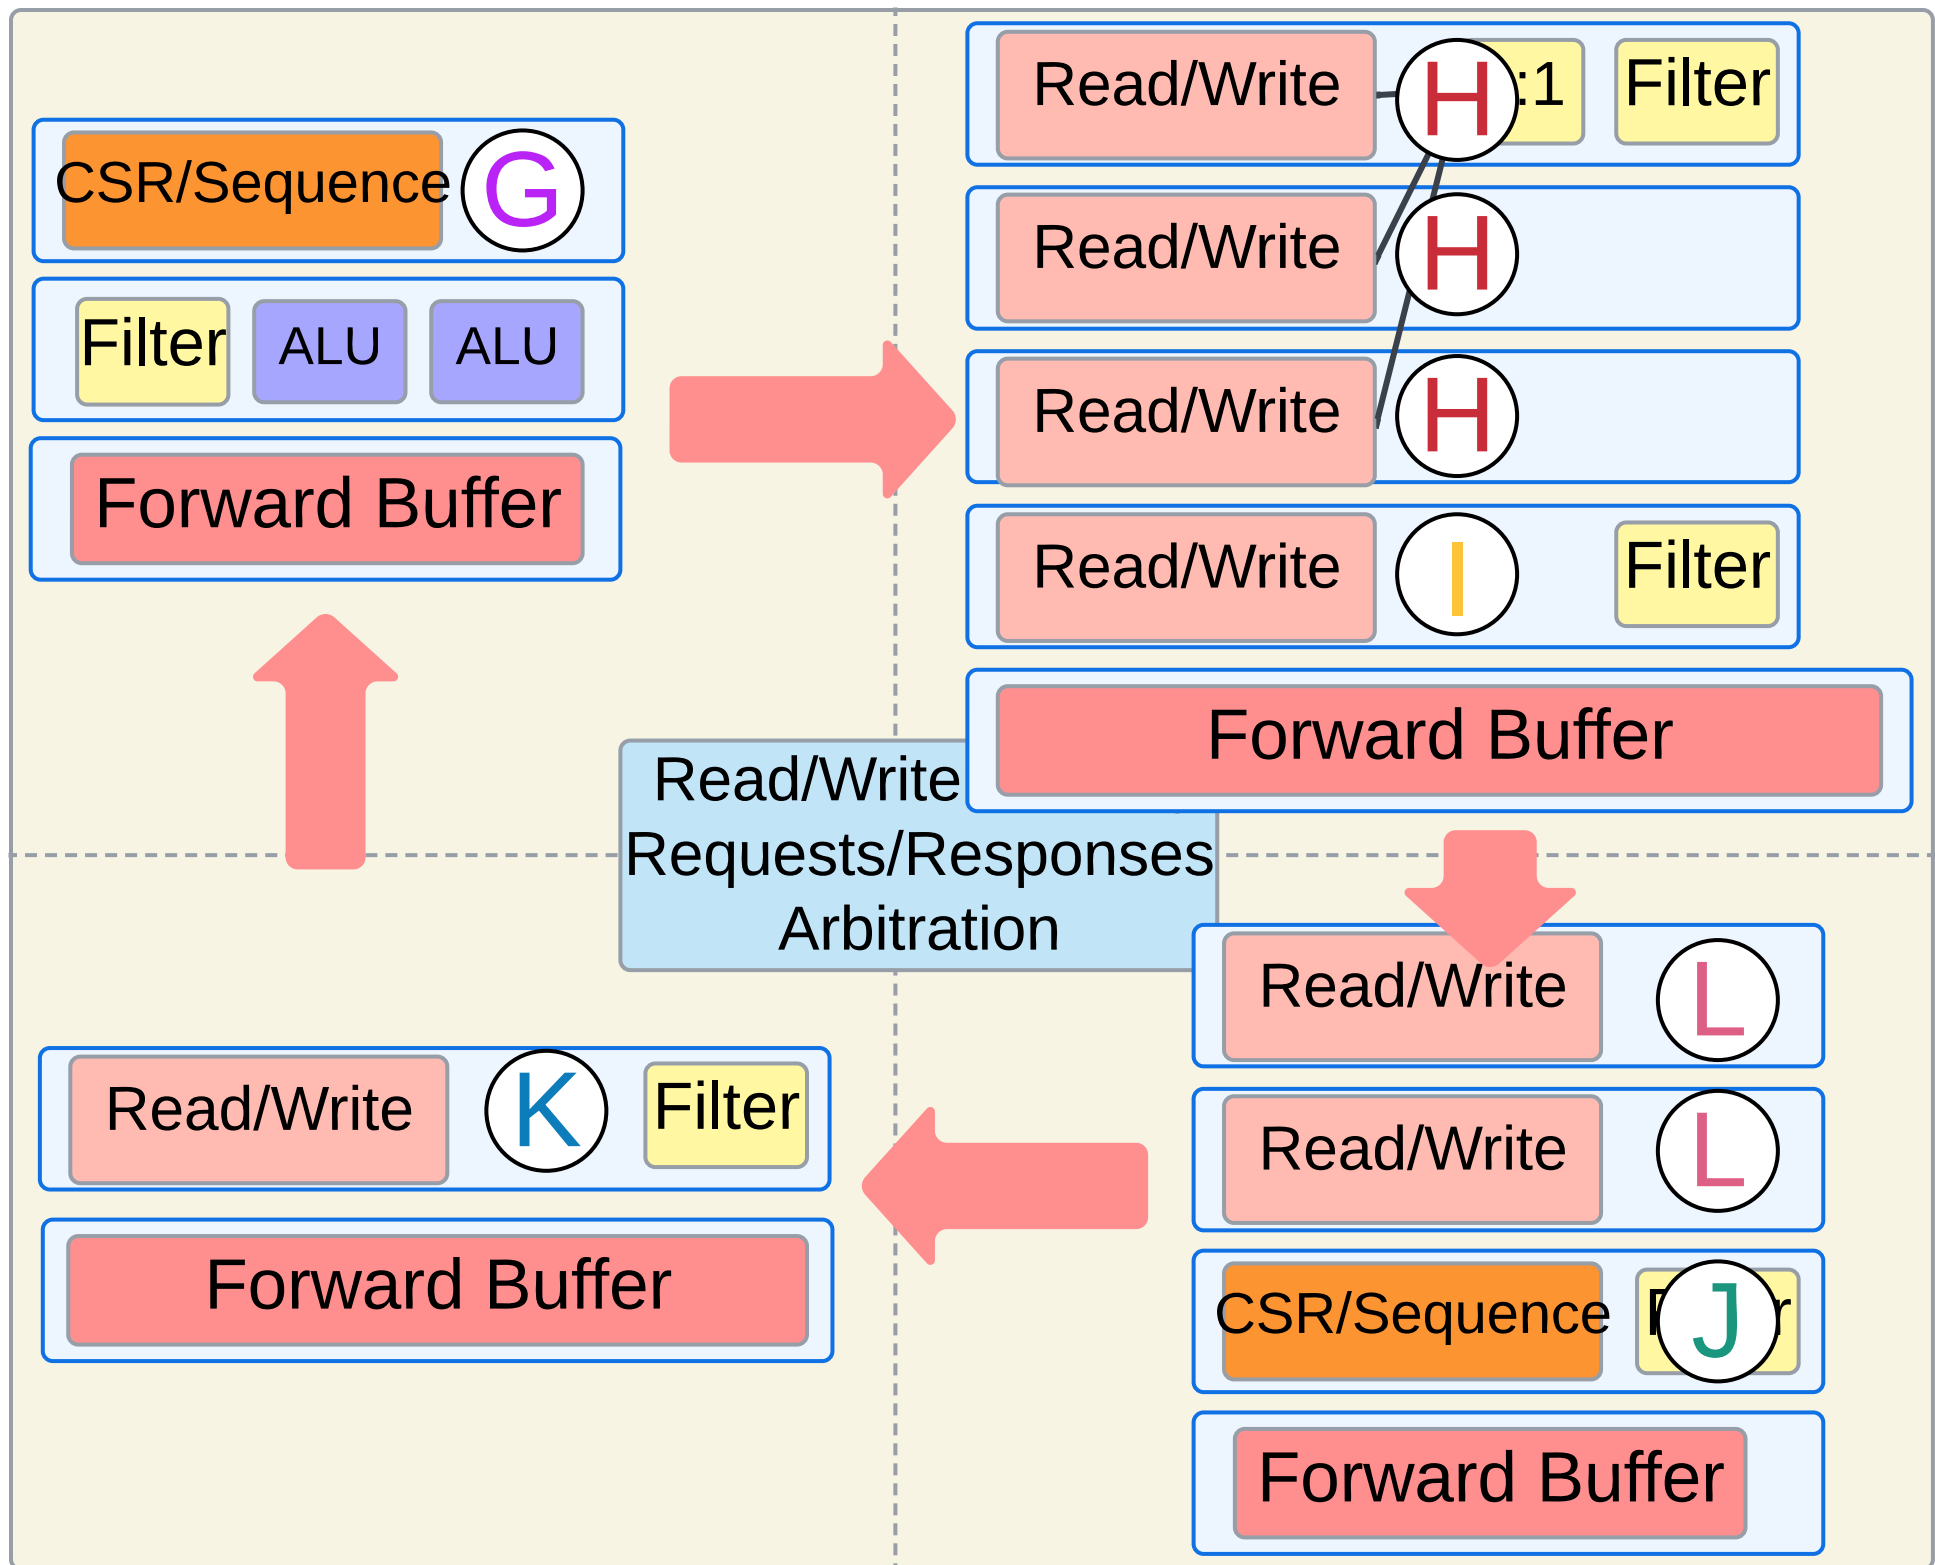 CSR/Sequence G
Filter ALU ALU
Forward Buffer
Read/Write H :1 Filter
Read/Write H
Read/Write H
Read/Write I Filter
Forward Buffer
Read/Write
Requests/Responses
Arbitration
Read/Write L
Read/Write L
CSR/Sequence J
Forward Buffer
Read/Write K Filter
Forward Buffer